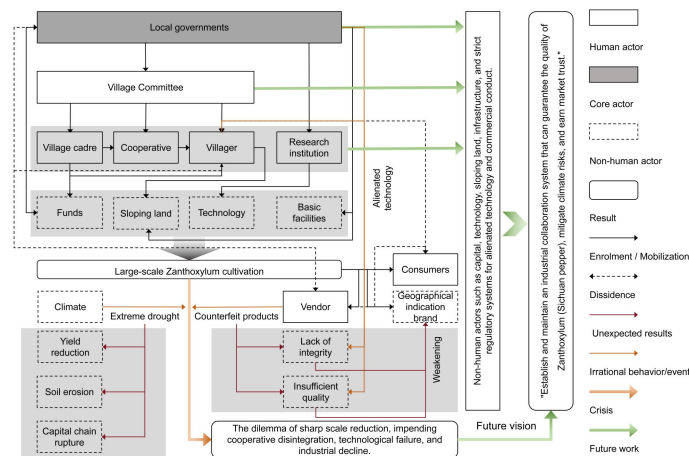 Local governments
Village Committee
Village cadre
Cooperative
Villager
Research
institution
Funds
Sloping land
Technology
Basic
facilities
Alienated
technology
Large-scale Zanthoxylum cultivation
Consumers
Geographical
indication
brand
Climate
Extreme drought
Counterfeit products
Vendor
Yield
reduction
Soil erosion
Capital chain
rupture
Lack of
integrity
Insufficient
quality
Weakening
The dilemma of sharp scale reduction, impending
cooperative disintegration, technological failure, and
industrial decline.
Future vision
Non-human actors such as capital, technology, sloping land, infrastructure, and strict
regulatory systems for alienated technology and commercial conduct.
"Establish and maintain an industrial collaboration system that can guarantee the quality of
Zanthoxylum (Sichuan pepper), mitigate climate risks, and earn market trust."
Human actor
Core actor
Non-human actor
Result
Enrolment / Mobilization
Dissidence
Unexpected results
Irrational behavior/event
Crisis
Future work